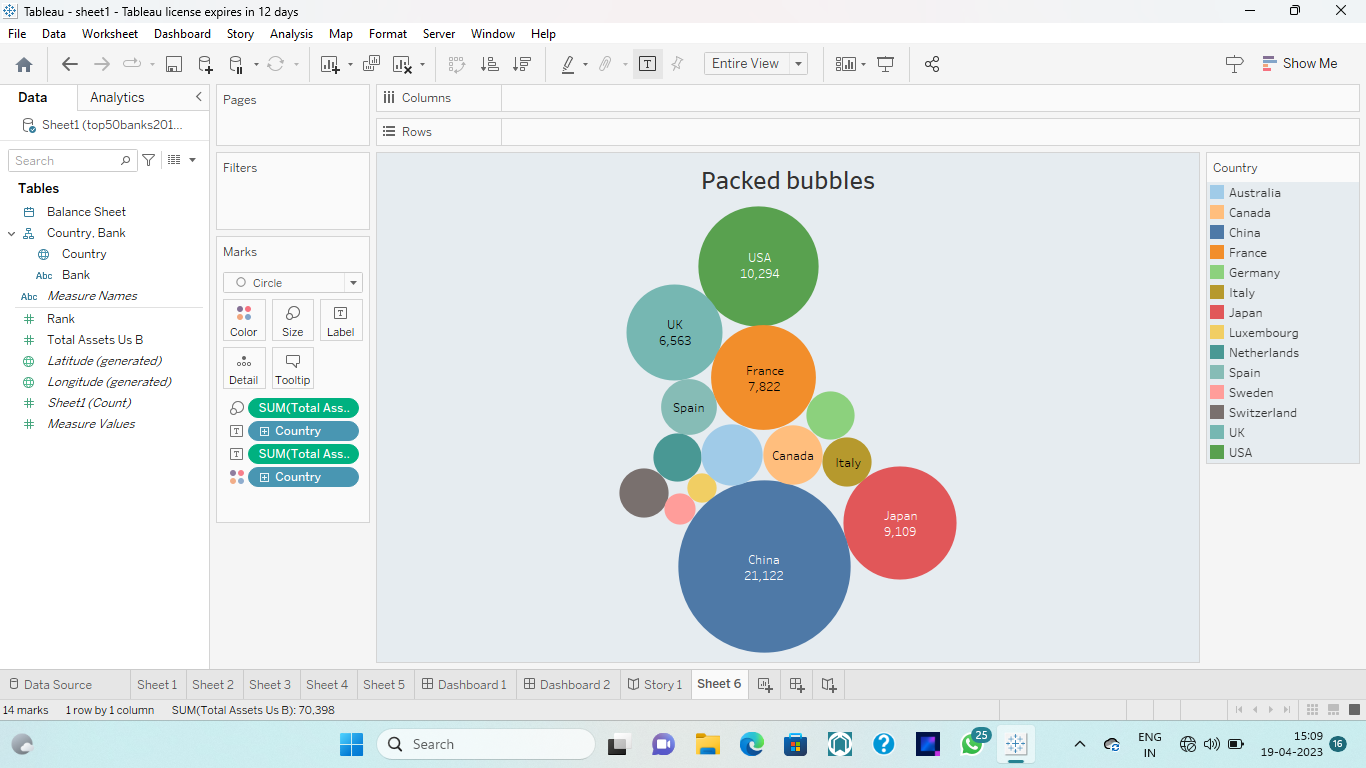 Tableau - sheet1 - Tableau license expires in 12 days
File Data Worksheet Dashboard Story Analysis Map Format Server Window Help
Entire View
Show Me
Data Analytics
Sheet1 (top50banks201...
Search
Tables
Balance Sheet
Country, Bank
Country
Abc Bank
Abc Measure Names
Rank
Total Assets Us B
Latitude (generated)
Longitude (generated)
Sheet1 (Count)
Measure Values
Pages
Filters
Marks
Circle
Color Size Label
Detail Tooltip
SUM(Total Ass..
Country
SUM(Total Ass..
Country
Columns
Rows
Packed bubbles
USA
10,294
UK
6,563
France
7,822
Spain
Canada
Italy
Japan
9,109
China
21,122
Country
Australia
Canada
China
France
Germany
Italy
Japan
Luxembourg
Netherlands
Spain
Sweden
Switzerland
UK
USA
Data Source Sheet 1 Sheet 2 Sheet 3 Sheet 4 Sheet 5 Dashboard 1 Dashboard 2 Story 1 Sheet 6
14 marks 1 row by 1 column SUM(Total Assets Us B): 70,398
Search
25
ENG
IN
15:09
19-04-2023
16